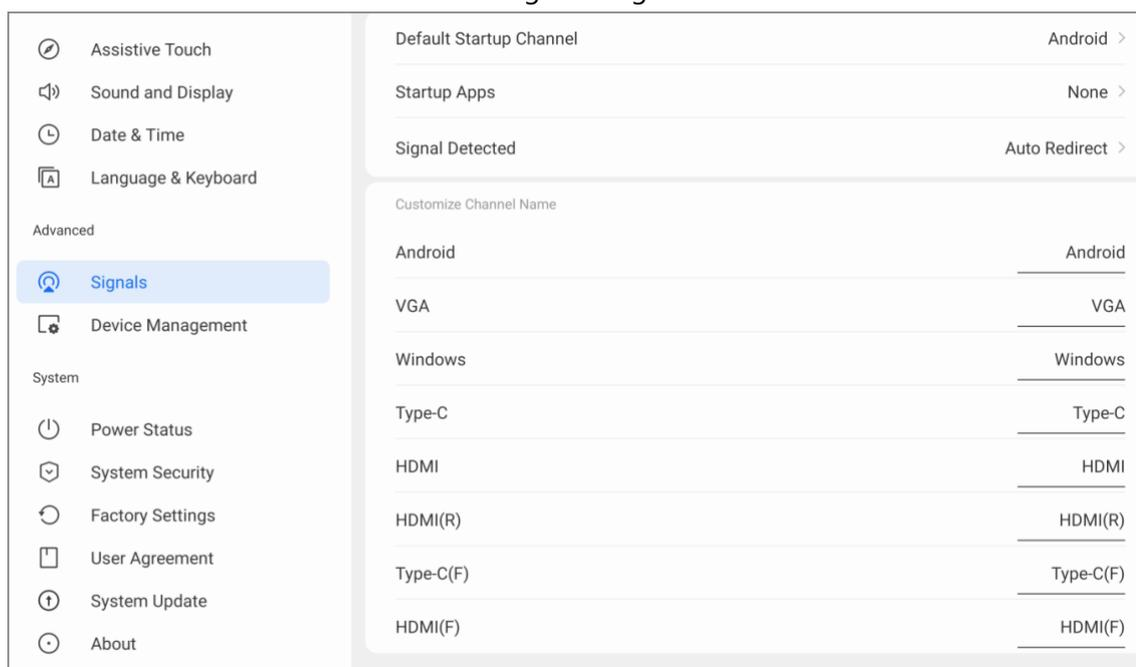 Assistive Touch
Sound and Display
Date & Time
Language & Keyboard
Advanced
Signals
Device Management
System
Power Status
System Security
Factory Settings
User Agreement
System Update
About
Default Startup Channel Android
Startup Apps None
Signal Detected Auto Redirect
Customize Channel Name
Android Android
VGA VGA
Windows Windows
Type-C Type-C
HDMI HDMI
HDMI(R) HDMI(R)
Type-C(F) Type-C(F)
HDMI(F) HDMI(F)